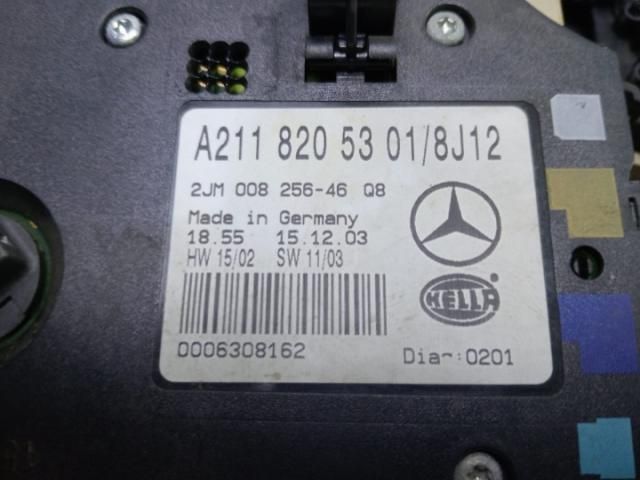 A211 820 53 01/8J12
2JM 008 256-46 Q8
Made in Germany
18.55 15.12.03
HW 15/02 SW 11/03
HELLA
0006308162
Dia-:0201